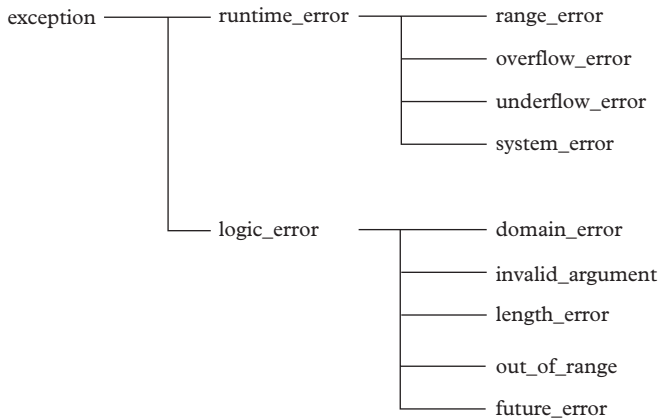 exception
runtime_error
range_error
overflow_error
underflow_error
system_error
logic_error
domain_error
invalid_argument
length_error
out_of_range
future_error